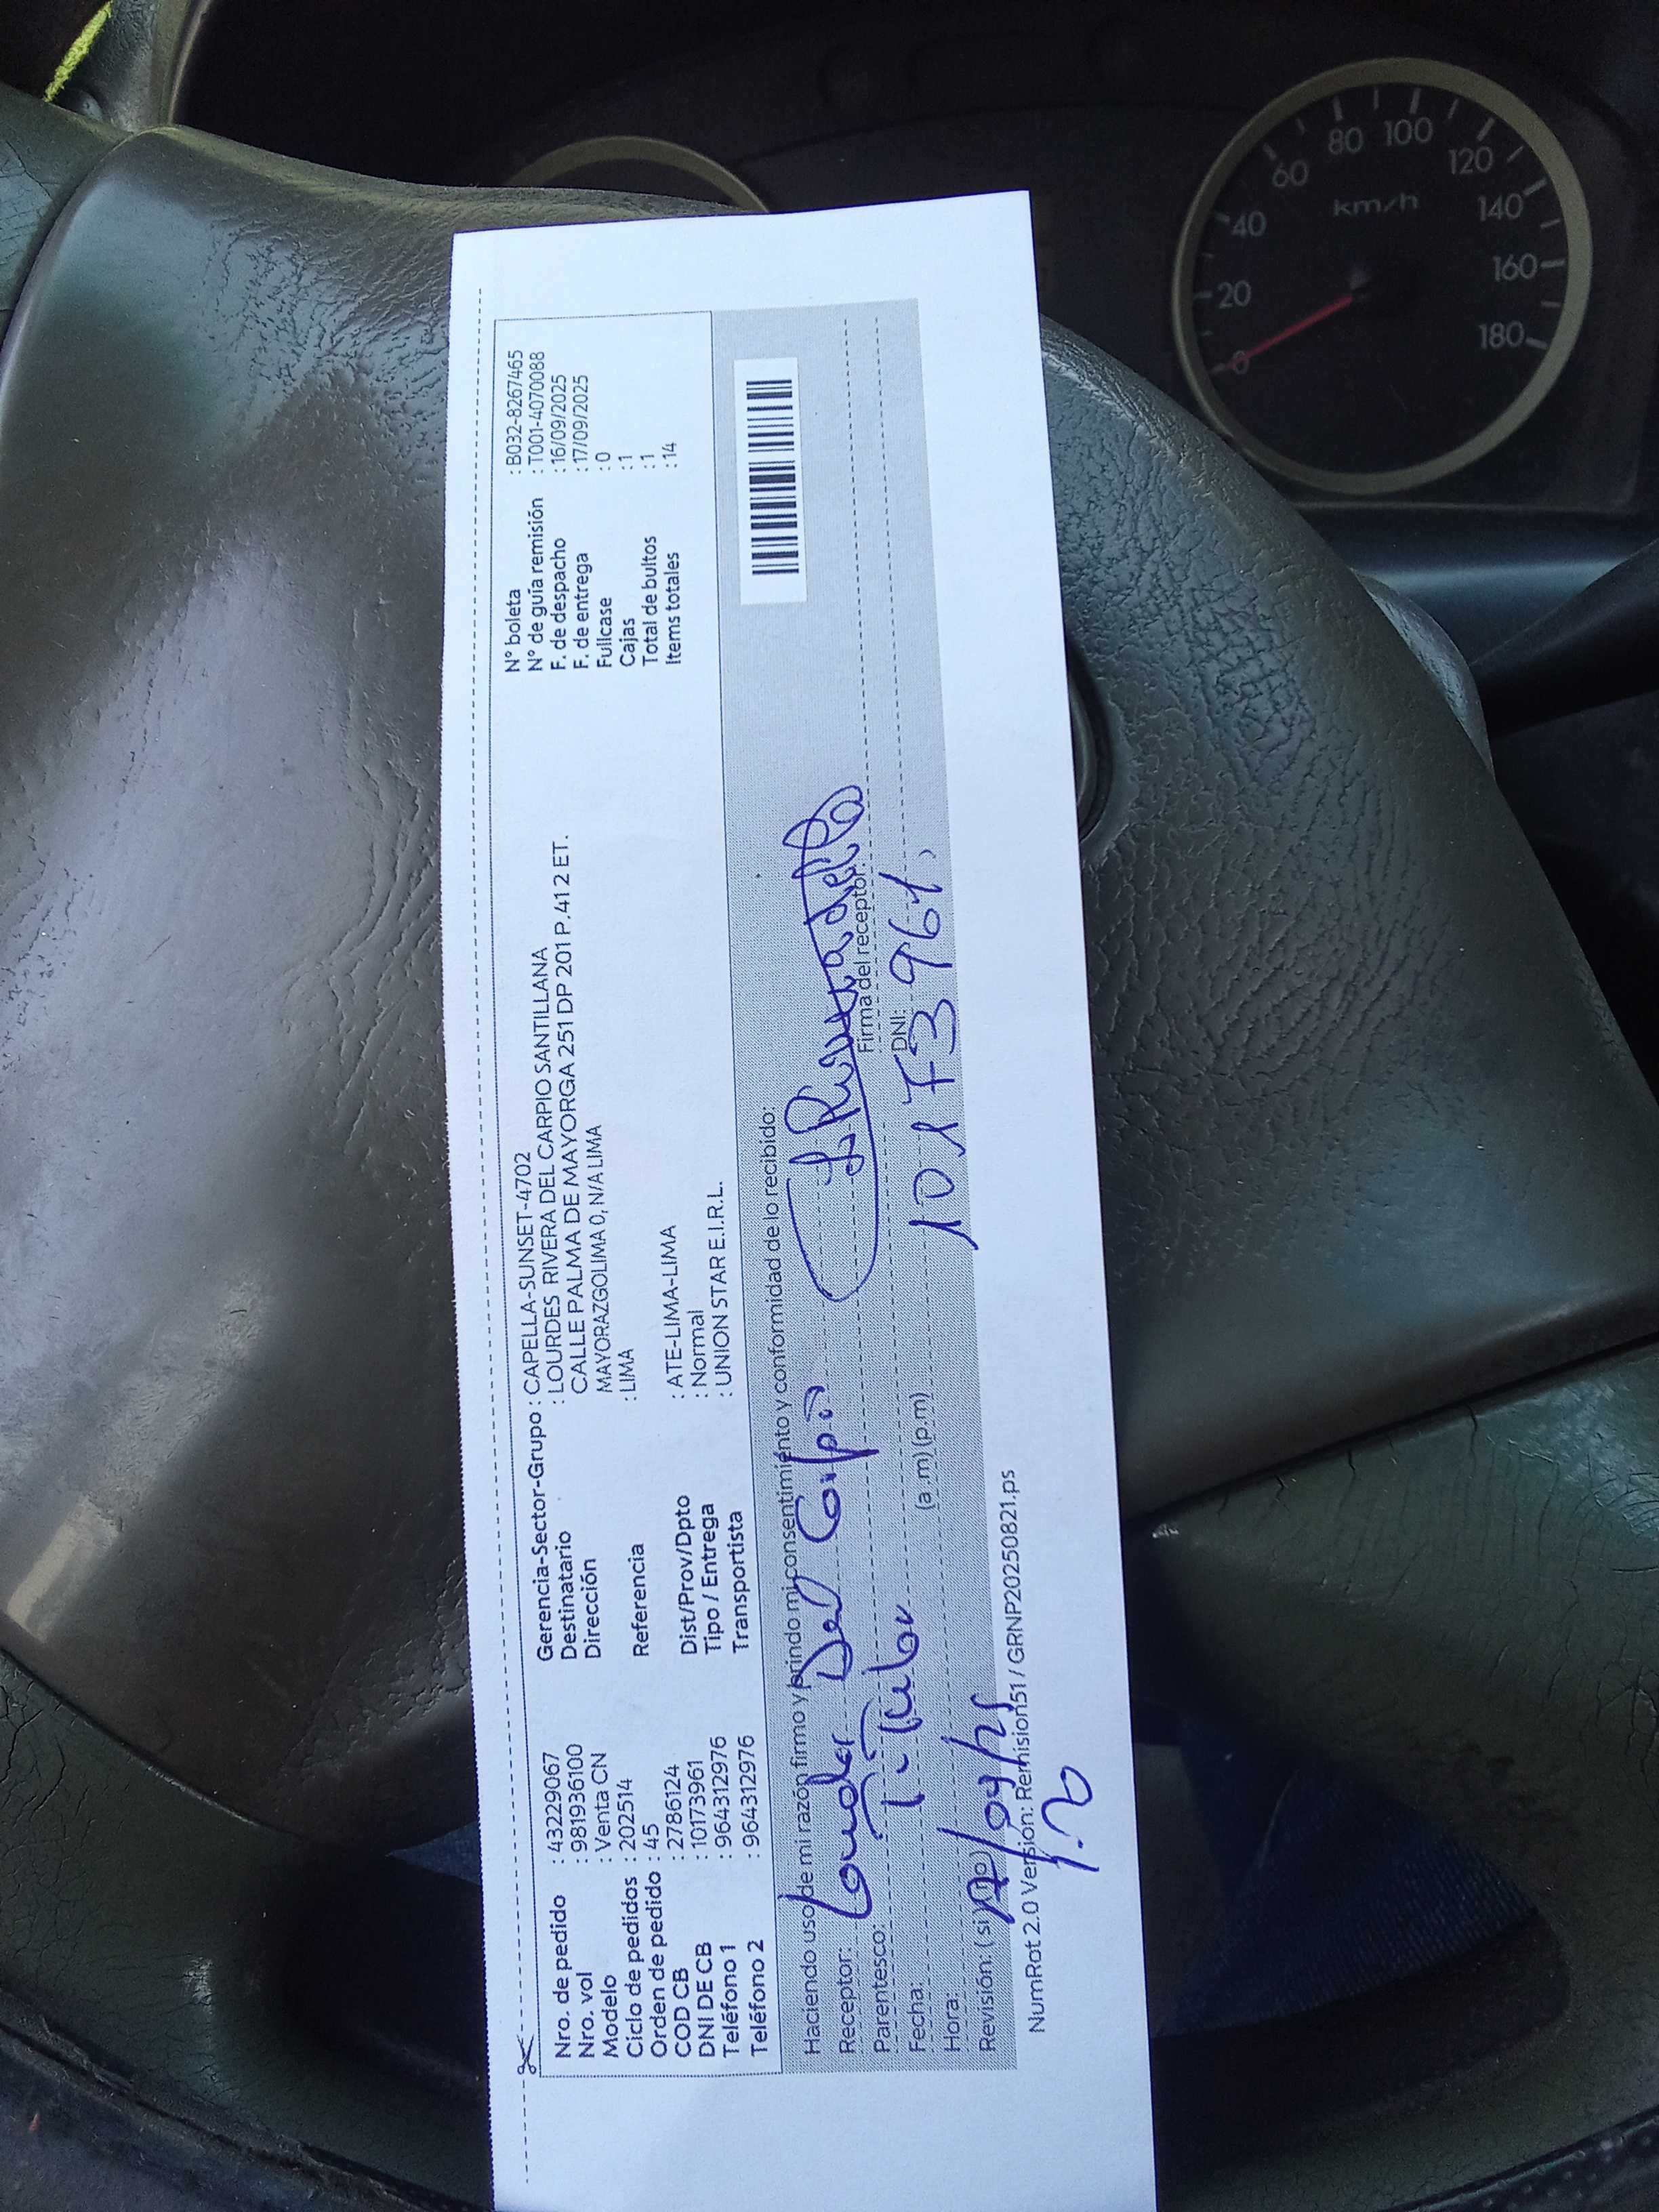 Nro. de pedido : 43229067
Nro. vol : 981936100
Modelo : Venta CN
Ciclo de pedidos : 202514
Orden de pedido : 45
COD CB : 2786124
DNI DE CB : 10173961
Teléfono 1 : 964312976
Teléfono 2 : 964312976
Gerencia-Sector-Grupo : CAPELLA-SUNSET-4702
Destinatario : LOURDES RIVERA DEL CARPIO SANTILLANA
Dirección CALLE PALMA DE MAYORGA 251 DP 201 P.41 2 ET.
MAYORAZGOLIMA 0, N/A LIMA
Referencia : LIMA
Dist/Prov/Dpto : ATE-LIMA-LIMA
Tipo / Entrega : Normal
Transportista : UNION STAR E.I.R.L.
N° boleta : B032-8267465
N° de guía remisión : T001-4070088
F. de despacho : 16/09/2025
F. de entrega : 17/09/2025
Fullcase : 0
Cajas : 1
Total de bultos : 1
Items totales : 14
Haciendo uso de mi razón firmo y brindo mi consentimiento y conformidad de lo recibido:
Receptor: Lourdes Del Carpio
Parentesco: Titular
Firma del receptor:
Fecha:
DNI: 10173961
Hora: (a .m) (p.m)
Revisión: ( si ) (no)
NumRot 2.0 Versión: Remision51 / GRNP20250821.ps
0 20 40 60 80 100 120 140 160 180
km/h